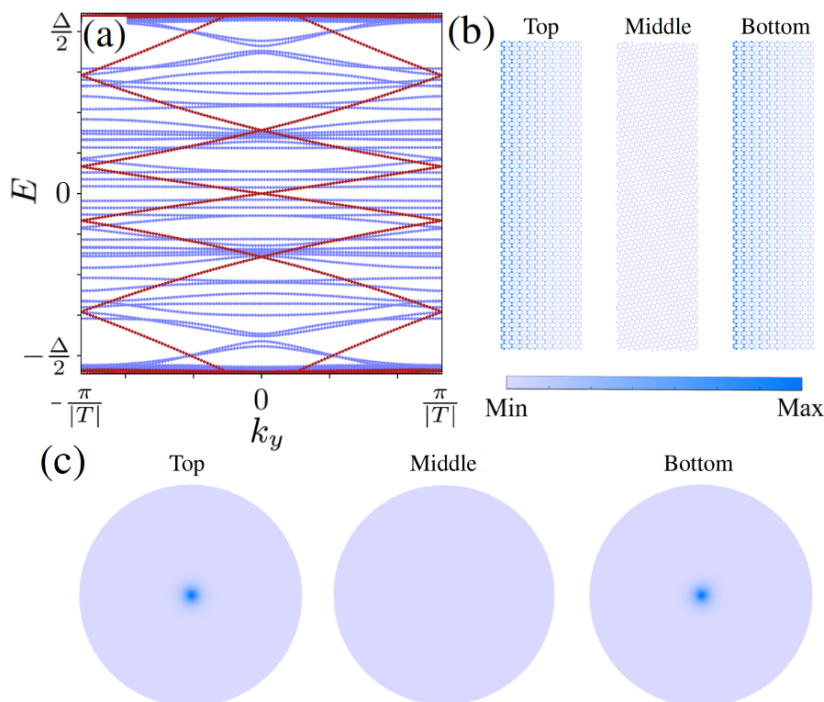 (a)
Δ/2
0
−Δ/2
E
−π/|T|
0
π/|T|
k_y
(b)
Top Middle Bottom
Min Max
(c)
Top Middle Bottom